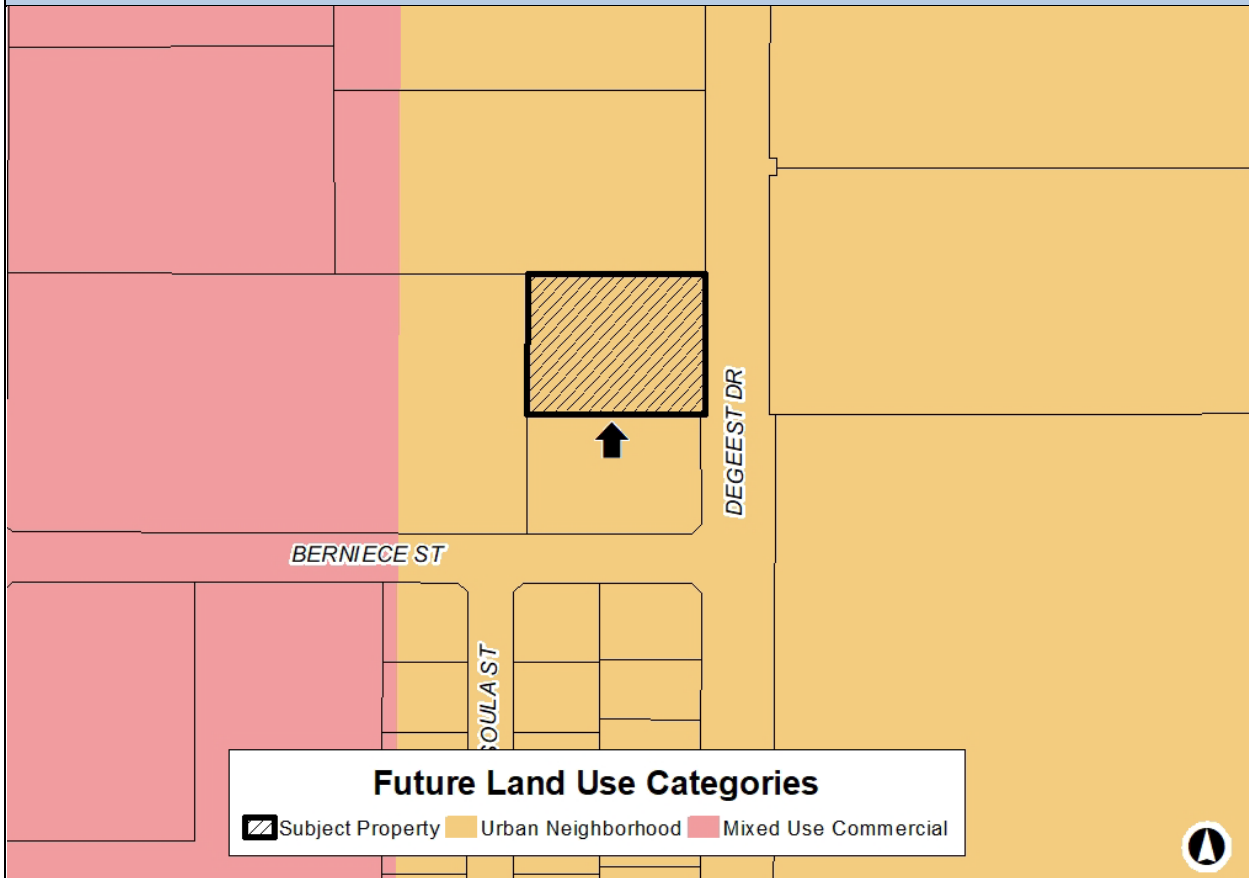 DEGEEST DR
BERNIECE ST
SOULA ST
Future Land Use Categories
Subject Property Urban Neighborhood Mixed Use Commercial